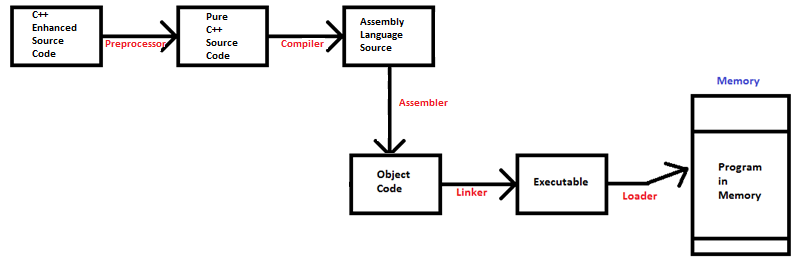 C++
Enhanced
Source
Code
Preprocessor
Pure
C++
Source
Code
Compiler
Assembly
Language
Source
Assembler
Object
Code
Linker
Executable
Loader
Memory
Program
in
Memory